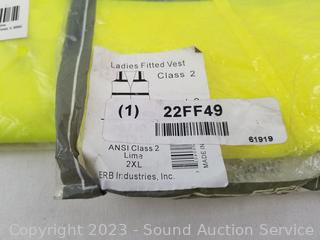 Ladies Fitted Vest
Class 2
(1) 22FF49
61919
ANSI Class 2
Lime
2XL
ERB Industries, Inc.
MADE IN
Copyright 2023 - Sound Auction Service